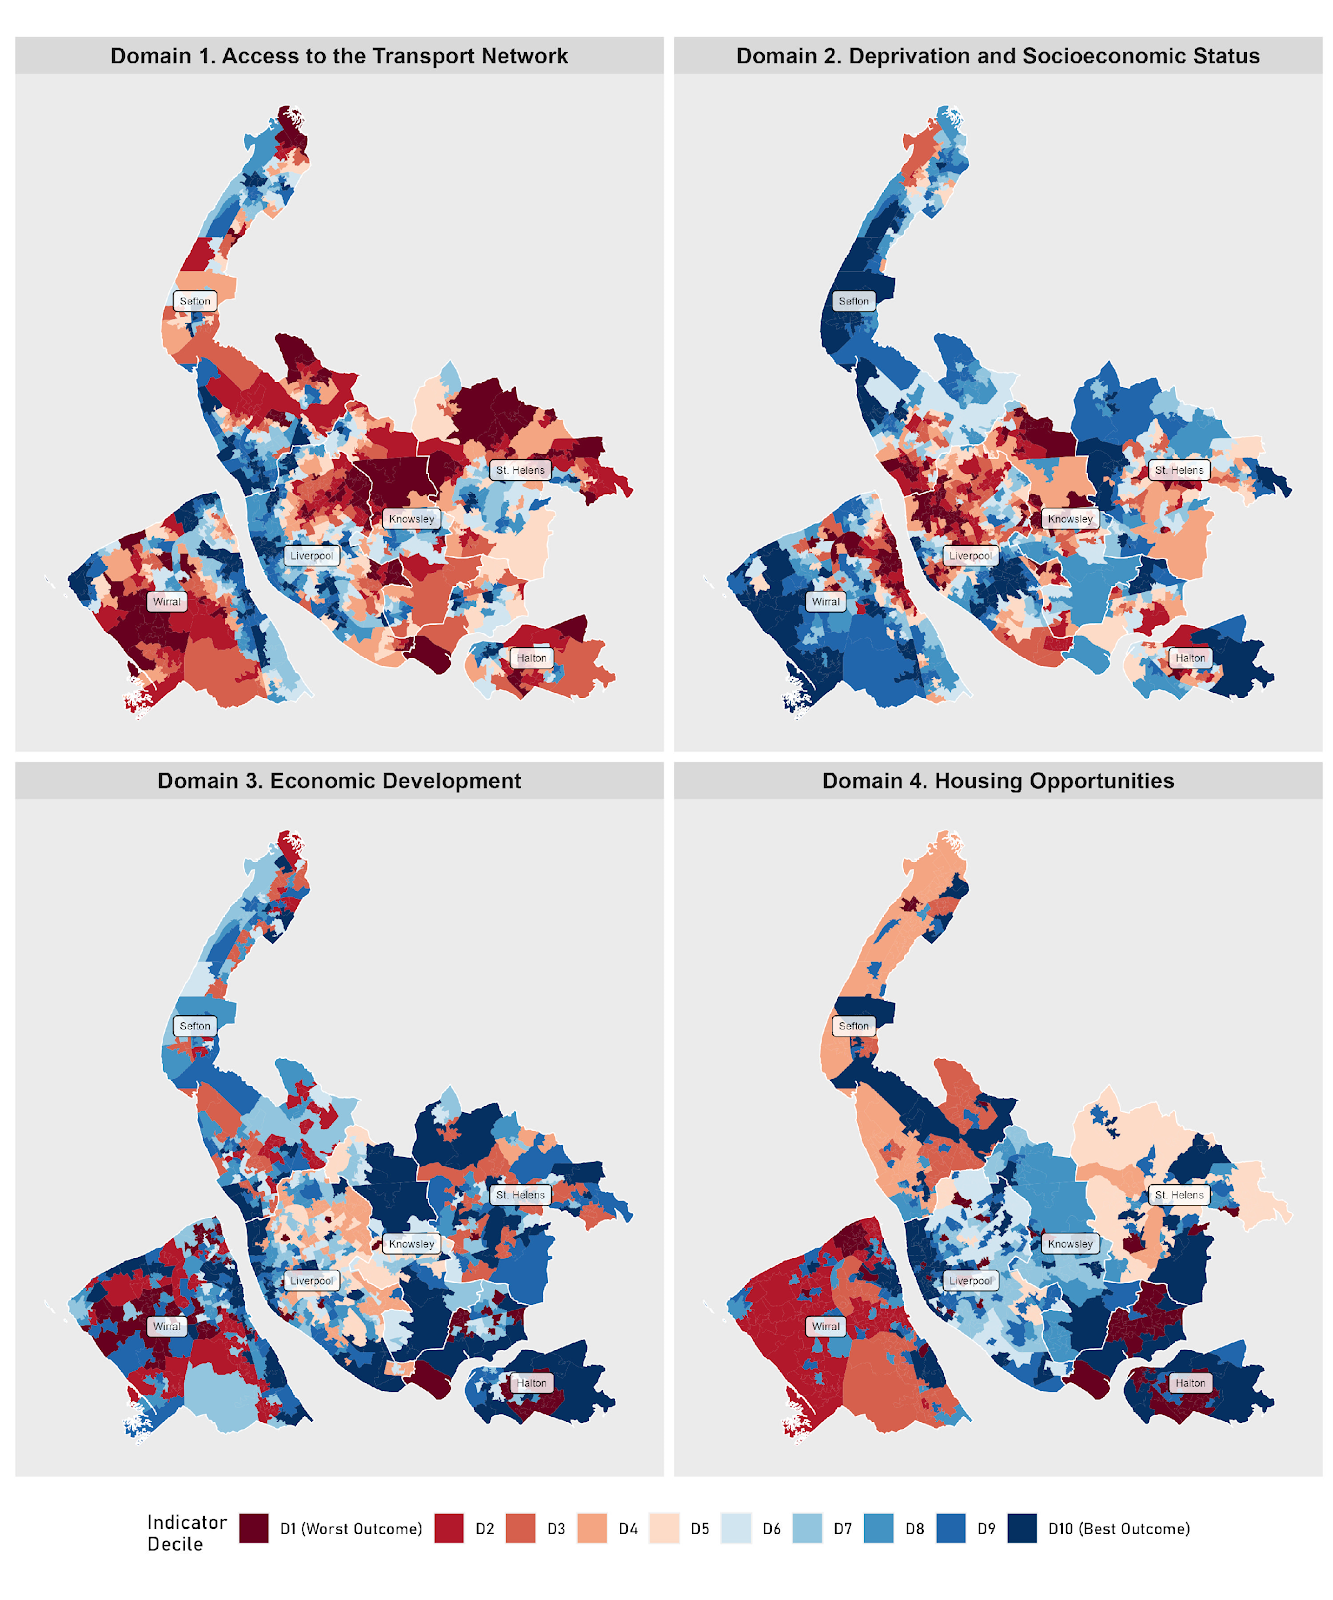 Domain 1. Access to the Transport Network
Domain 2. Deprivation and Socioeconomic Status
Sefton
St. Helens
Knowsley
Liverpool
Wirral
Halton
Sefton
St. Helens
Knowsley
Liverpool
Wirral
Halton
Domain 3. Economic Development
Domain 4. Housing Opportunities
Sefton
St. Helens
Knowsley
Liverpool
Wirral
Halton
Sefton
St. Helens
Knowsley
Liverpool
Wirral
Halton
Indicator
Decile
D1 (Worst Outcome)
D2
D3
D4
D5
D6
D7
D8
D9
D10 (Best Outcome)